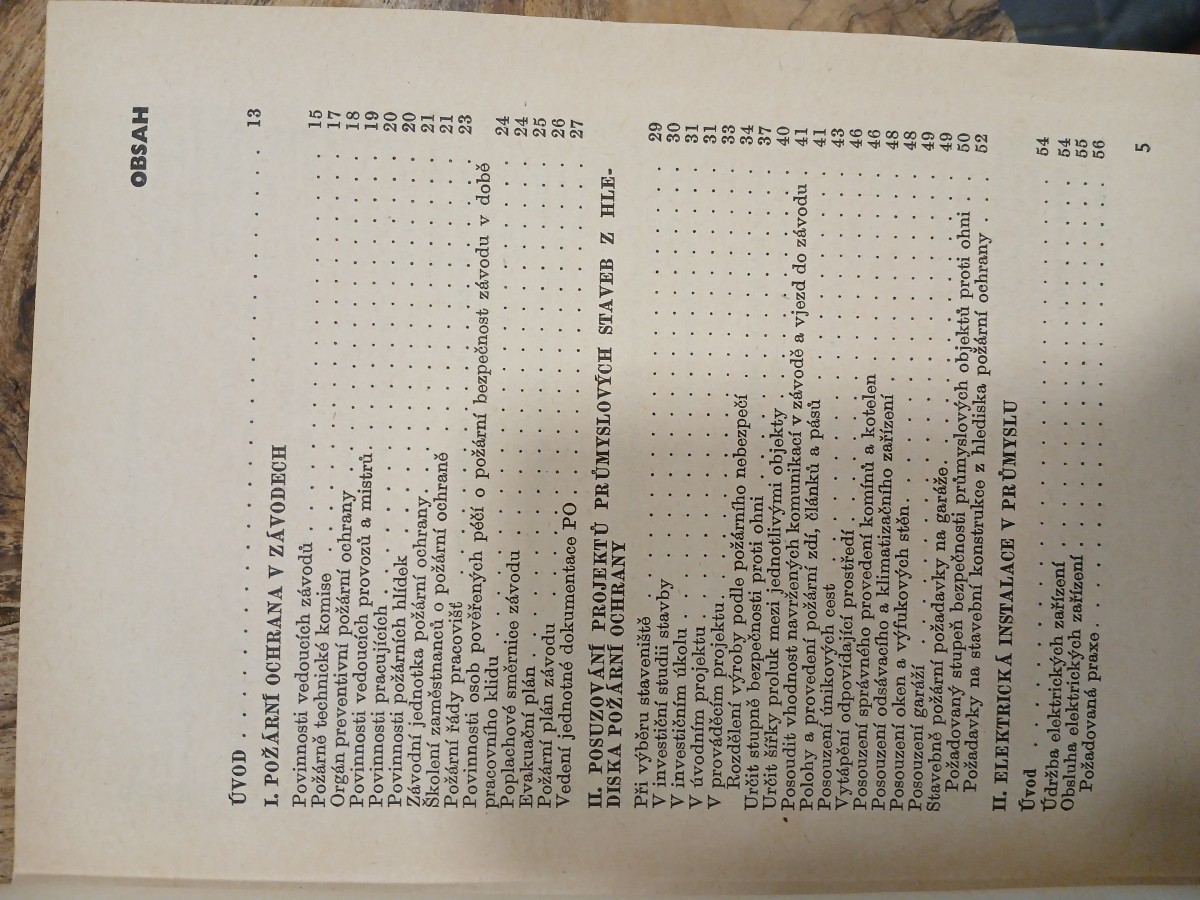 OBSAH
ÚVOD . . . . . . . . . . . . . . . . . . . . . . 13
I. POŽÁRNÍ OCHRANA V ZÁVODECH
Povinnosti vedoucích závodů . . . . . . . . . . . . . . 15
Požárně technické komise . . . . . . . . . . . . . . 17
Orgán preventivní požární ochrany . . . . . . . . . . . . 18
Povinnosti vedoucích provozů a mistrů . . . . . . . . . . . 19
Povinnosti pracujících . . . . . . . . . . . . . . . 20
Povinnosti požárních hlídek . . . . . . . . . . . . . . 20
Závodní jednotka požární ochrany . . . . . . . . . . . . 21
Školení zaměstnanců o požární ochraně . . . . . . . . . . 21
Požární řády pracovišť . . . . . . . . . . . . . . . 23
Povinnosti osob pověřených péčí o požární bezpečnost závodu v době
pracovního klidu . . . . . . . . . . . . . . . . . 24
Poplachové směrnice závodu . . . . . . . . . . . . . . 24
Evakuační plán . . . . . . . . . . . . . . . . . . 25
Požární plán závodu . . . . . . . . . . . . . . . . 26
Vedení jednotné dokumentace PO . . . . . . . . . . . . . 27
II. POSUZOVÁNÍ PROJEKTŮ PRŮMYSLOVÝCH STAVEB Z HLE-
DISKA POŽÁRNÍ OCHRANY
Při výběru staveniště . . . . . . . . . . . . . . . . 29
V investiční studii stavby . . . . . . . . . . . . . . 30
V investičním úkolu . . . . . . . . . . . . . . . . 31
V úvodním projektu . . . . . . . . . . . . . . . . . 31
V prováděcím projektu . . . . . . . . . . . . . . . . 33
Rozdělení výroby podle požárního nebezpečí . . . . . . . . . 34
Určit stupně bezpečnosti proti ohni . . . . . . . . . . . 37
Určit šířky proluk mezi jednotlivými objekty . . . . . . . . 40
Posoudit vhodnost navržených komunikací v závodě a vjezd do závodu . 41
Polohy a provedení požární zdí, článků a pásů . . . . . . . . 41
Posouzení únikových cest . . . . . . . . . . . . . . . 43
Vytápění odpovídající prostředí . . . . . . . . . . . . 46
Posouzení správného provedení komínů a kotelen . . . . . . . 46
Posouzení odsávacího a klimatizačního zařízení . . . . . . . 48
Posouzení oken a výfukových stěn . . . . . . . . . . . . 48
Posouzení garáží . . . . . . . . . . . . . . . . . 49
Stavebně požární požadavky na garáže . . . . . . . . . . . 49
Požadovaný stupeň bezpečnosti průmyslových objektů proti ohni . . 50
Požadavky na stavební konstrukce z hlediska požární ochrany . . . 52
II. ELEKTRICKÁ INSTALACE V PRŮMYSLU
Úvod . . . . . . . . . . . . . . . . . . . . . . 54
Údržba elektrických zařízení . . . . . . . . . . . . . 54
Obsluha elektrických zařízení . . . . . . . . . . . . . 55
Požadovaná praxe . . . . . . . . . . . . . . . . . 56
5